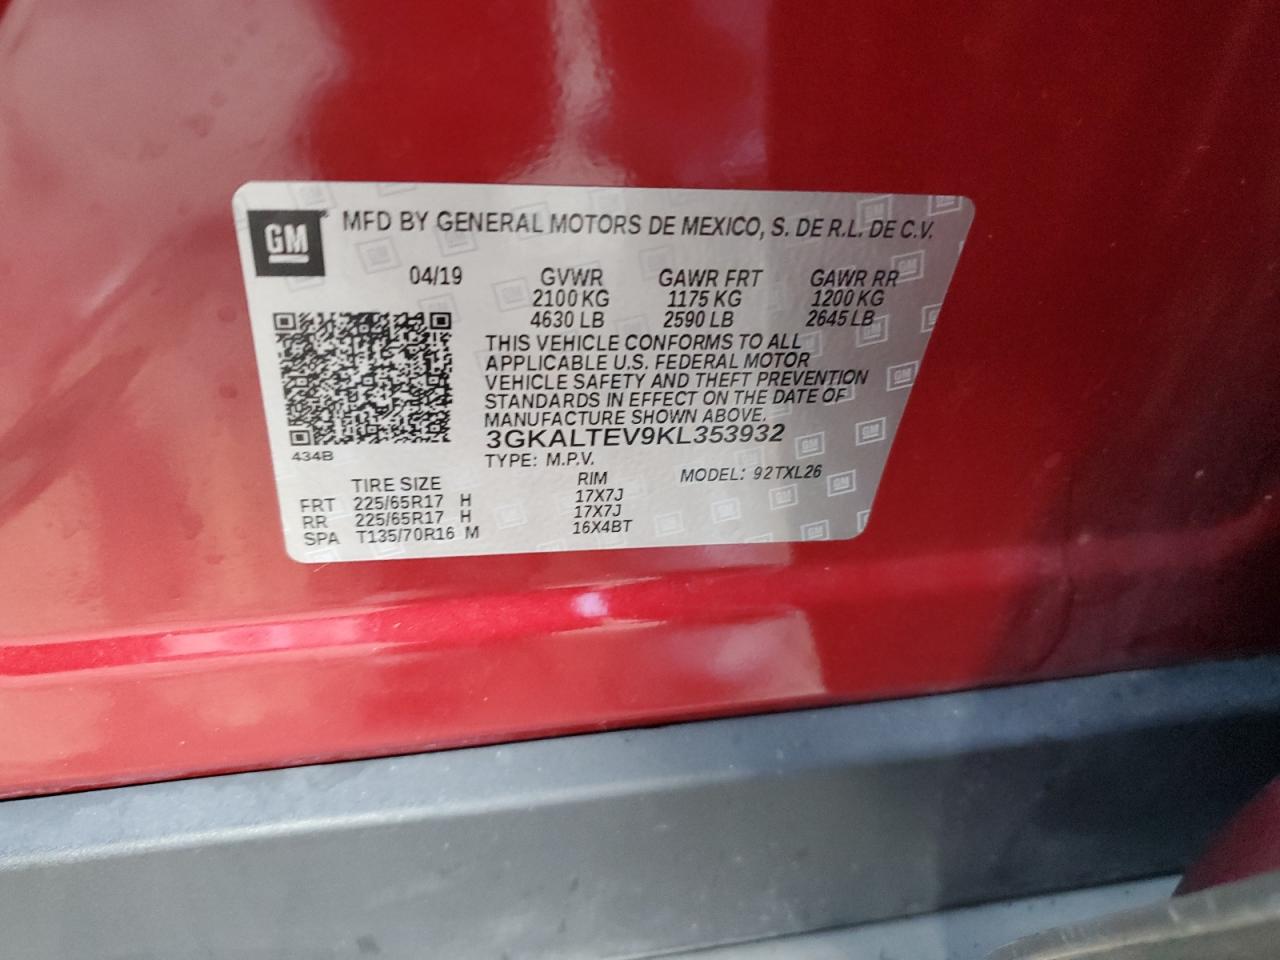 GM MFD BY GENERAL MOTORS DE MEXICO, S. DE R.L. DE C.V.
04/19 GVWR GAWR FRT GAWR RR
2100 KG 1175 KG 1200 KG
4630 LB 2590 LB 2645 LB
THIS VEHICLE CONFORMS TO ALL
APPLICABLE U.S. FEDERAL MOTOR
VEHICLE SAFETY AND THEFT PREVENTION
STANDARDS IN EFFECT ON THE DATE OF
MANUFACTURE SHOWN ABOVE.
3GKALTEV9KL353932
434B TYPE: M.P.V. MODEL: 92TXL26
TIRE SIZE RIM
FRT 225/65R17 H 17X7J
RR 225/65R17 H 17X7J
SPA T135/70R16 M 16X4BT